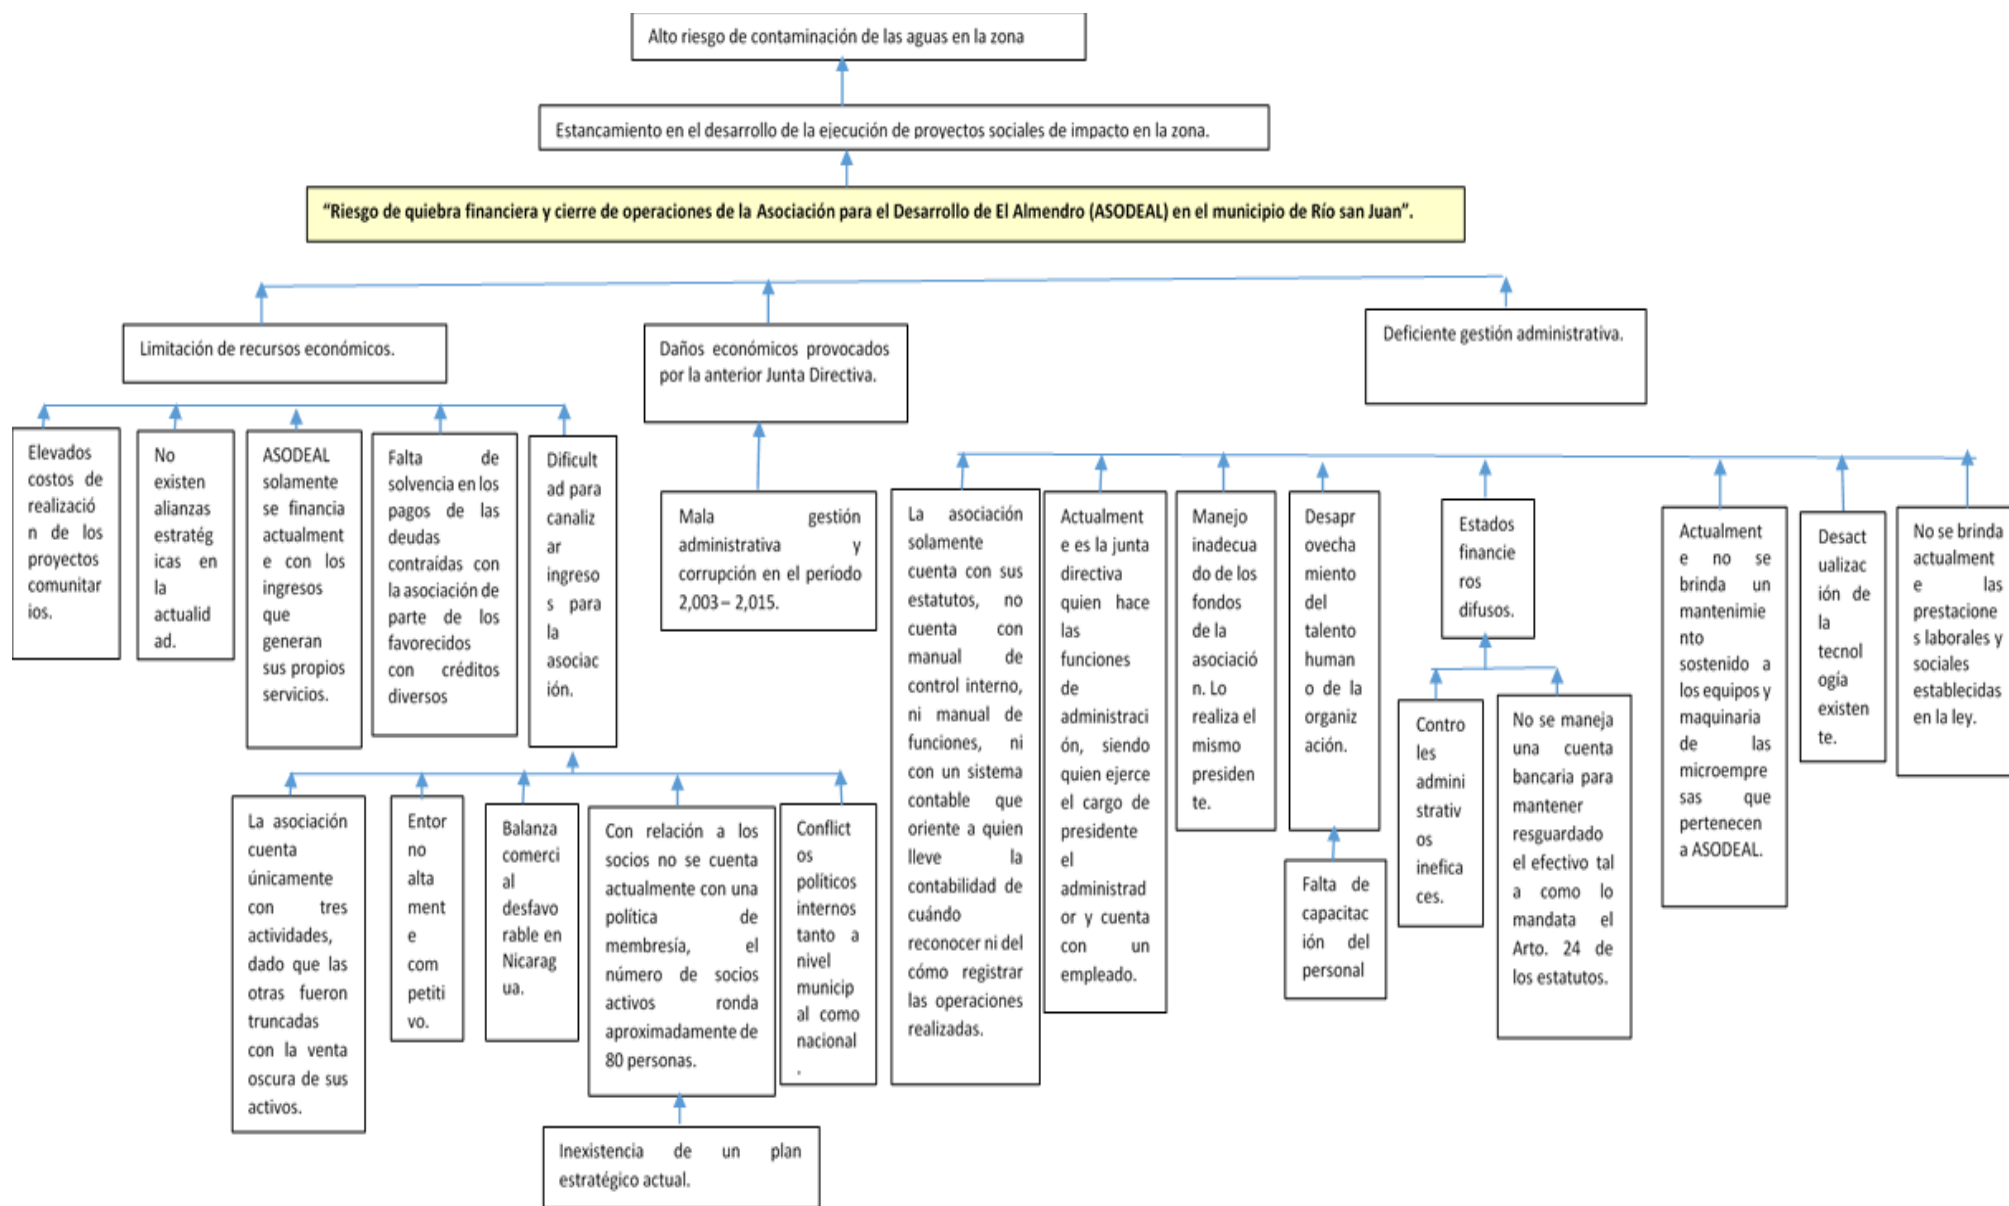 Alto riesgo de contaminación de las aguas en la zona
Estancamiento en el desarrollo de la ejecución de proyectos sociales de impacto en la zona.
“Riesgo de quiebra financiera y cierre de operaciones de la Asociación para el Desarrollo de El Almendro (ASODEAL) en el municipio de Río san Juan”.
Limitación de recursos económicos.
Daños económicos provocados
por la anterior Junta Directiva.
Deficiente gestión administrativa.
Elevados
costos de
realizació
n de los
proyectos
comunitar
ios.
No
existen
alianzas
estratég
icas en
la
actualid
ad.
ASODEAL
solamente
se financia
actualment
e con los
ingresos
que
generan
sus propios
servicios.
Falta de
solvencia en los
pagos de las
deudas
contraídas con
la asociación de
parte de los
favorecidos
con créditos
diversos
Dificult
ad para
canaliz
ar
ingreso
s para
la
asociac
ión.
Mala gestión
administrativa y
corrupción en el período
2,003 – 2,015.
La asociación
solamente
cuenta con sus
estatutos, no
cuenta con
manual de
control interno,
ni manual de
funciones, ni
con un sistema
contable que
oriente a quien
lleve la
contabilidad de
cuándo
reconocer ni del
cómo registrar
las operaciones
realizadas.
Actualment
e es la junta
directiva
quien hace
las
funciones
de
administraci
ón, siendo
quien ejerce
el cargo de
presidente
el
administrad
or y cuenta
con un
empleado.
Manejo
inadecua
do de los
fondos
de la
asociació
n. Lo
realiza el
mismo
presiden
te.
Desapr
ovecha
miento
del
talento
human
o de la
organiz
ación.
Estados
financie
ros
difusos.
Actualment
e no se
brinda un
mantenimie
nto
sostenido a
los equipos y
maquinaria
de las
microempre
sas que
pertenecen
a ASODEAL.
Desact
ualizac
ión de
la
tecnol
ogía
existen
te.
No se brinda
actualment
e las
prestacione
s laborales y
sociales
establecidas
en la ley.
Contro
les
admini
strativ
os
inefica
ces.
No se maneja
una cuenta
bancaria para
mantener
resguardado
el efectivo tal
a como lo
mandata el
Arto. 24 de
los estatutos.
La asociación
cuenta
únicamente
con tres
actividades,
dado que las
otras fueron
truncadas
con la venta
oscura de sus
activos.
Entor
no
alta
ment
e
com
petiti
vo.
Balanza
comerci
al
desfavo
rable en
Nicarag
ua.
Con relación a los
socios no se cuenta
actualmente con una
política de
membresía, el
número de socios
activos ronda
aproximadamente de
80 personas.
Conflict
os
políticos
internos
tanto a
nivel
municip
al como
nacional
.
Falta de
capacitac
ión del
personal
Inexistencia de un plan
estratégico actual.